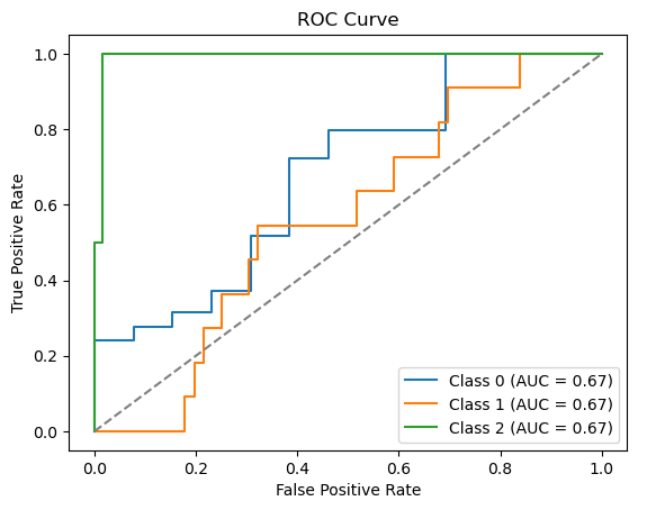 ROC Curve
1.0
0.8
0.6
0.4
0.2
0.0
True Positive Rate
Class 0 (AUC = 0.67)
Class 1 (AUC = 0.67)
Class 2 (AUC = 0.67)
0.0 0.2 0.4 0.6 0.8 1.0
False Positive Rate